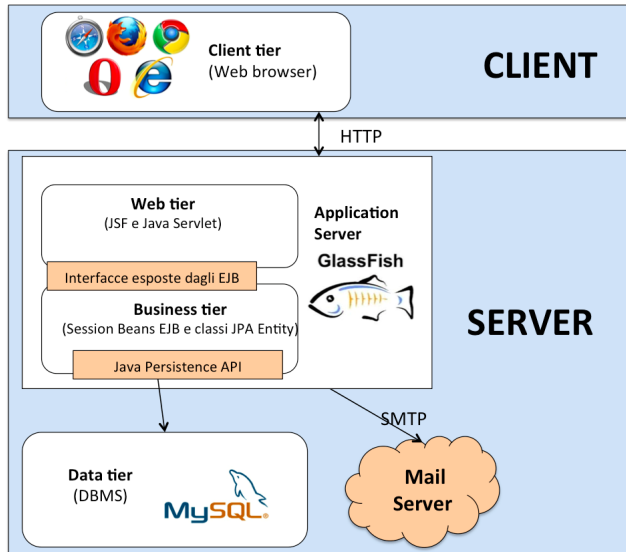 Client tier
(Web browser)
CLIENT
HTTP
Web tier
(JSF e Java Servlet)
Application
Server
GlassFish
Interfacce esposte dagli EJB
Business tier
(Session Beans EJB e classi JPA Entity)
SERVER
Java Persistence API
SMTP
Data tier
(DBMS)
MySQL®
Mail
Server